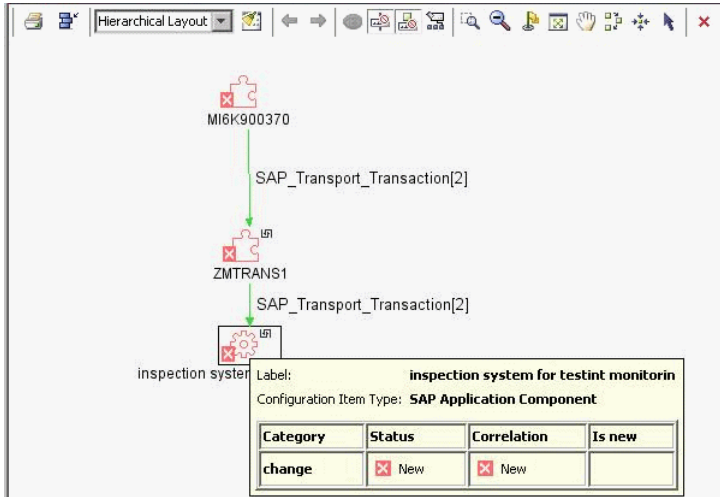 Hierarchical Layout
MI6K900370
SAP_Transport_Transaction[2]
ZMTRANS1
SAP_Transport_Transaction[2]
inspection system
Label: inspection system for testint monitorin
Configuration Item Type: SAP Application Component
Category Status Correlation Is new
change New New